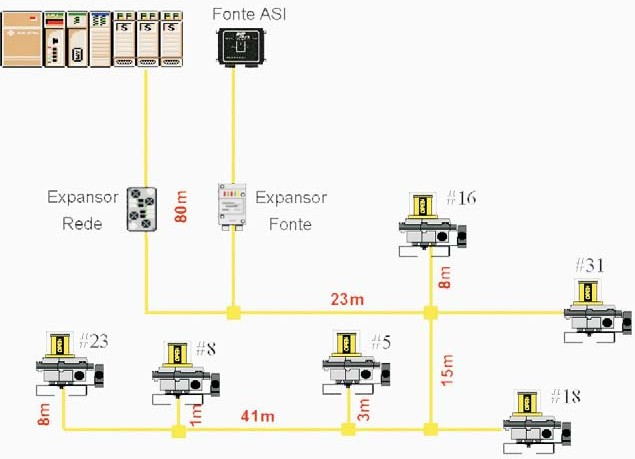 Fonte ASI
Expansor
Rede
80m
Expansor
Fonte
#16
8m
#31
23m
#23
#8
#5
15m
8m
1m
41m
3m
#18